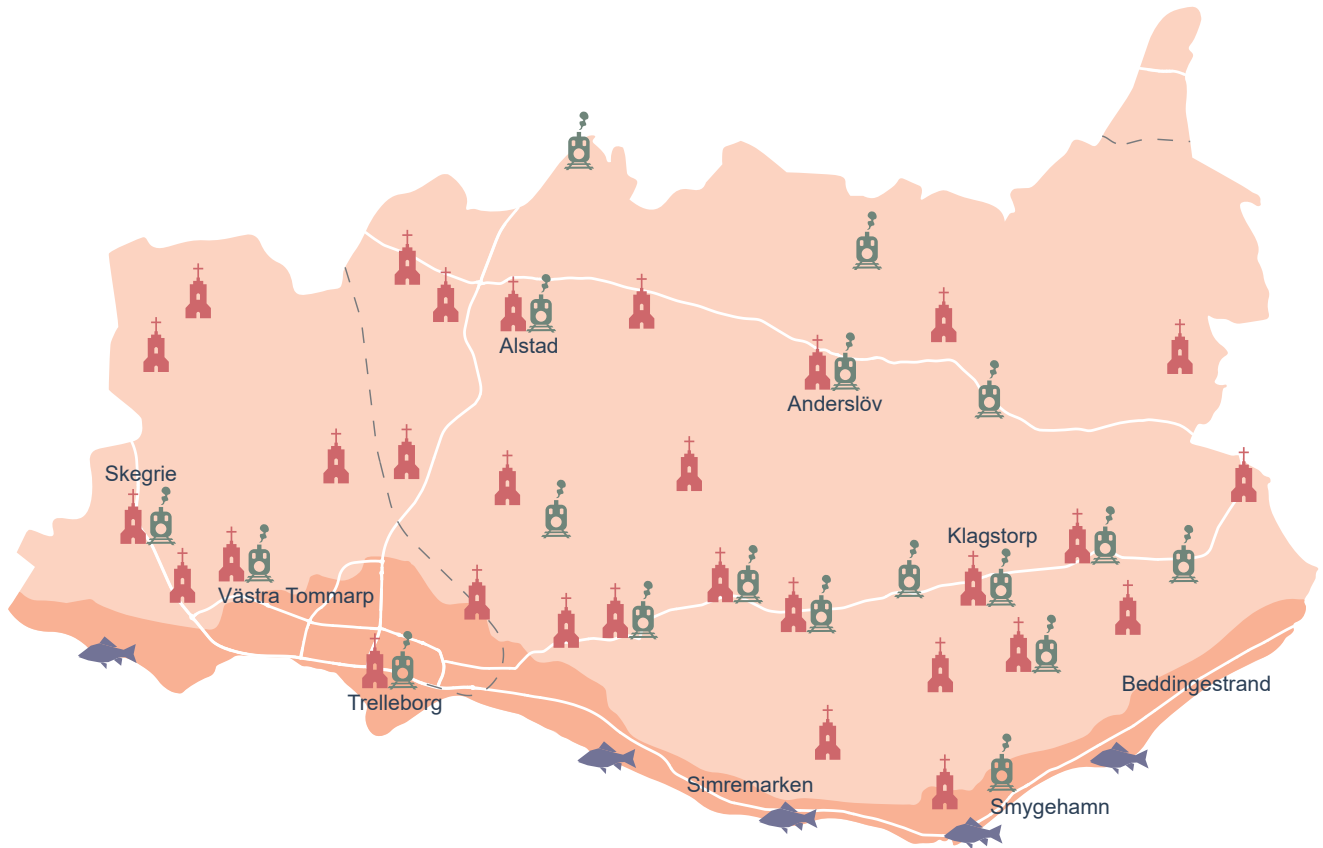 Alstad
Anderslöv
Skegrie
Klagstorp
Västra Tommarp
Beddingestrand
Trelleborg
Simremarken
Smygehamn